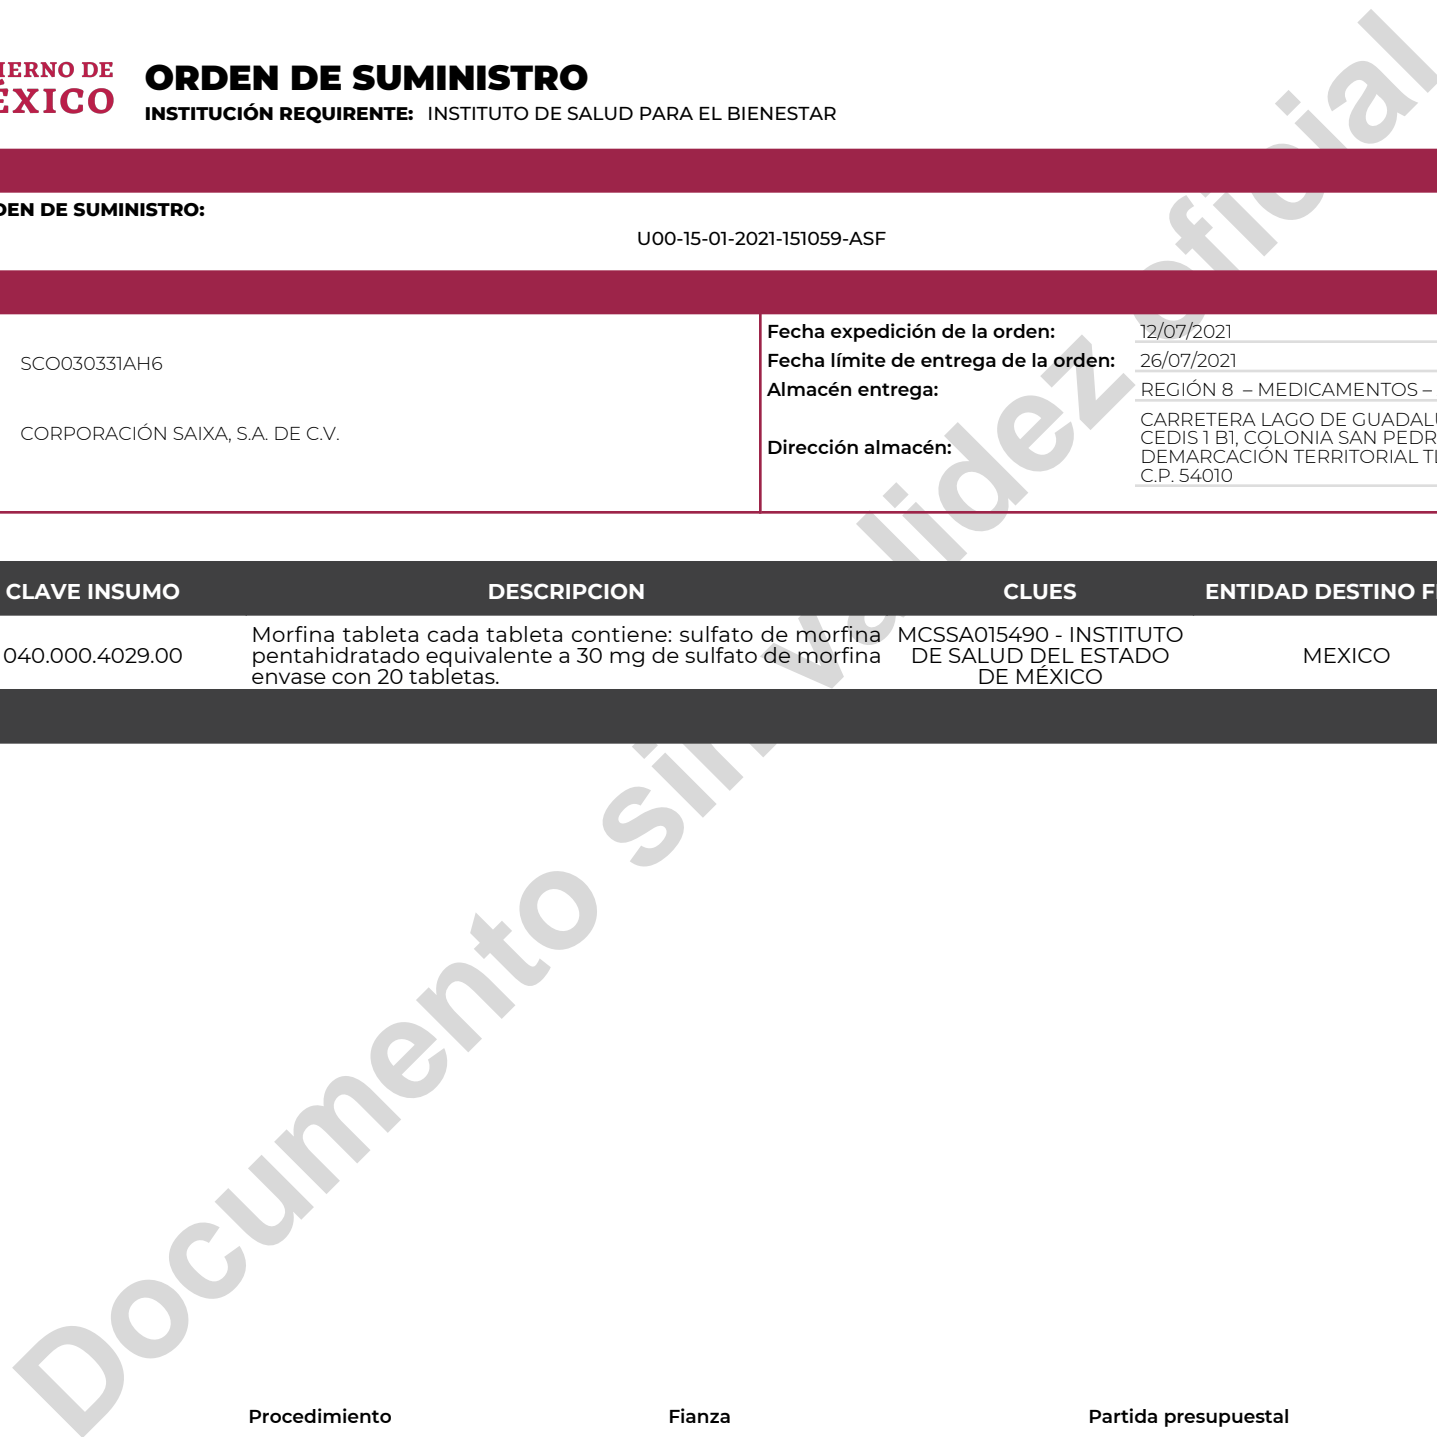 IERNO DE
ÉXICO
ORDEN DE SUMINISTRO
INSTITUCIÓN REQUIRENTE: INSTITUTO DE SALUD PARA EL BIENESTAR
DEN DE SUMINISTRO:
U00-15-01-2021-151059-ASF
SCO030331AH6
CORPORACIÓN SAIXA, S.A. DE C.V.
Fecha expedición de la orden: 12/07/2021
Fecha límite de entrega de la orden: 26/07/2021
Almacén entrega: REGIÓN 8 – MEDICAMENTOS –
Dirección almacén:
CARRETERA LAGO DE GUADALU
CEDIS 1 B1, COLONIA SAN PEDR
DEMARCACIÓN TERRITORIAL TL
C.P. 54010
CLAVE INSUMO DESCRIPCION CLUES ENTIDAD DESTINO F
040.000.4029.00
Morfina tableta cada tableta contiene: sulfato de morfina
pentahidratado equivalente a 30 mg de sulfato de morfina
envase con 20 tabletas.
MCSSA015490 - INSTITUTO
DE SALUD DEL ESTADO
DE MÉXICO
MEXICO
Documento sin validez oficial
Procedimiento Fianza Partida presupuestal